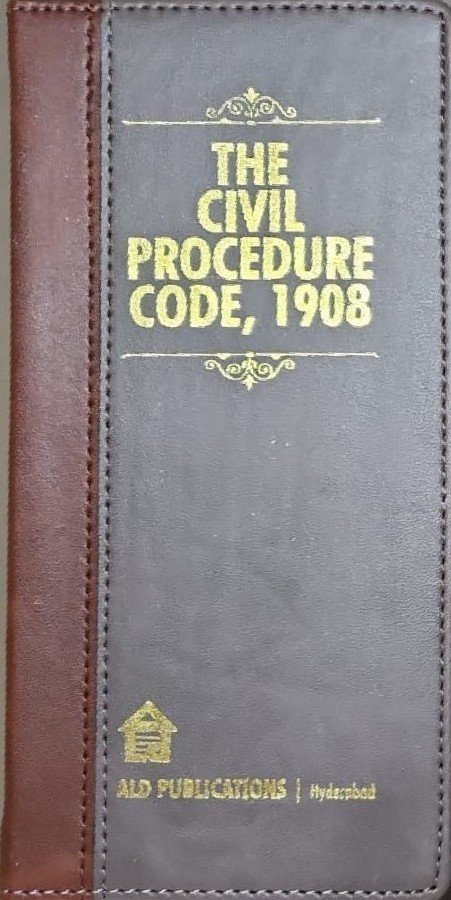 THE
CIVIL
PROCEDURE
CODE, 1908
ALD PUBLICATIONS | Hyderabad